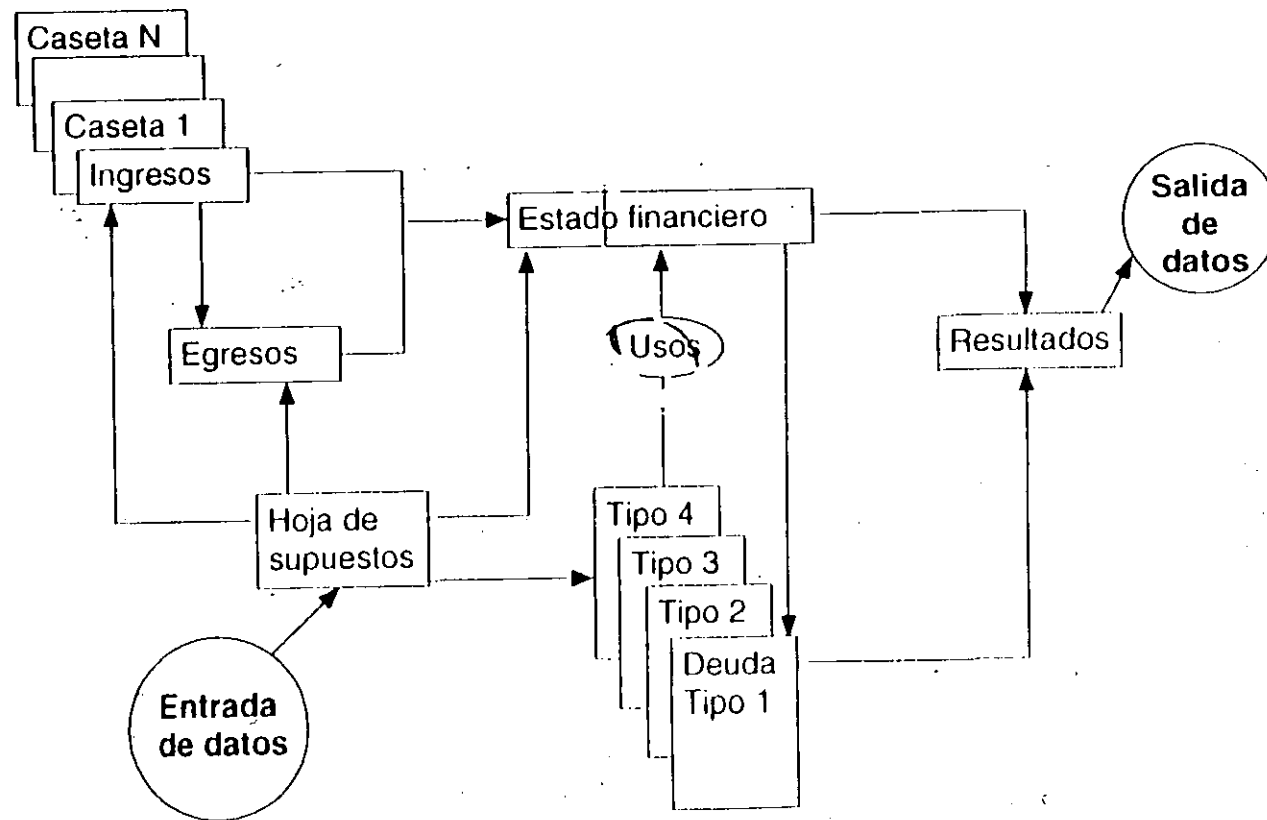 Caseta N
Caseta 1
Ingresos
Egresos
Hoja de
supuestos
Entrada
de datos
Estado financiero
Usos
Tipo 4
Tipo 3
Tipo 2
Deuda
Tipo 1
Resultados
Salida
de
datos